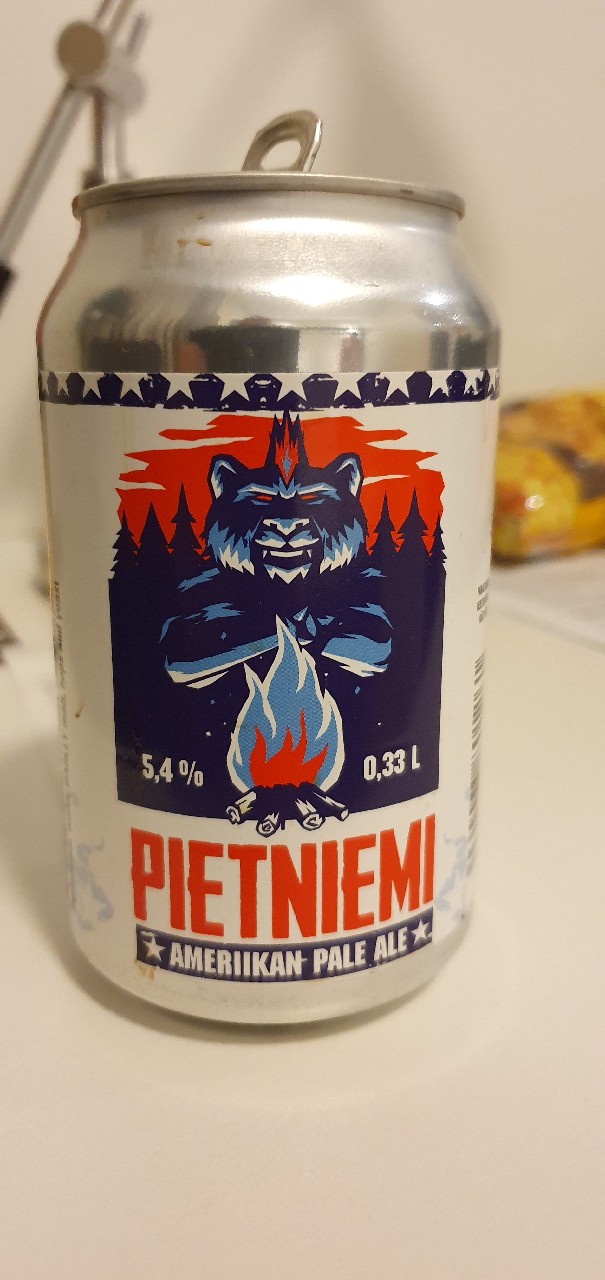 5,4 %
0,33 L
PIETNIEMI
AMERIIKAN PALE ALE